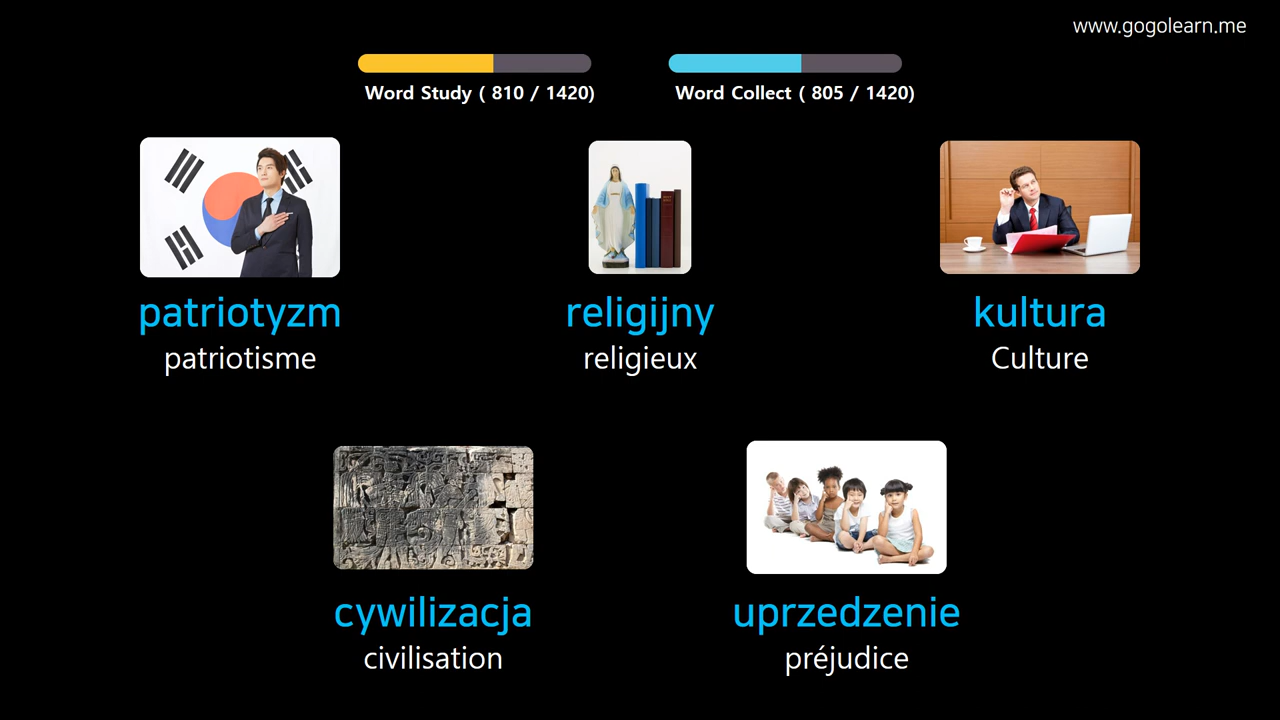 www.gogolearn.me
Word Study ( 810 / 1420)
Word Collect ( 805 / 1420)
patriotyzm
patriotisme
religijny
religieux
kultura
Culture
cywilizacja
civilisation
uprzedzenie
préjudice